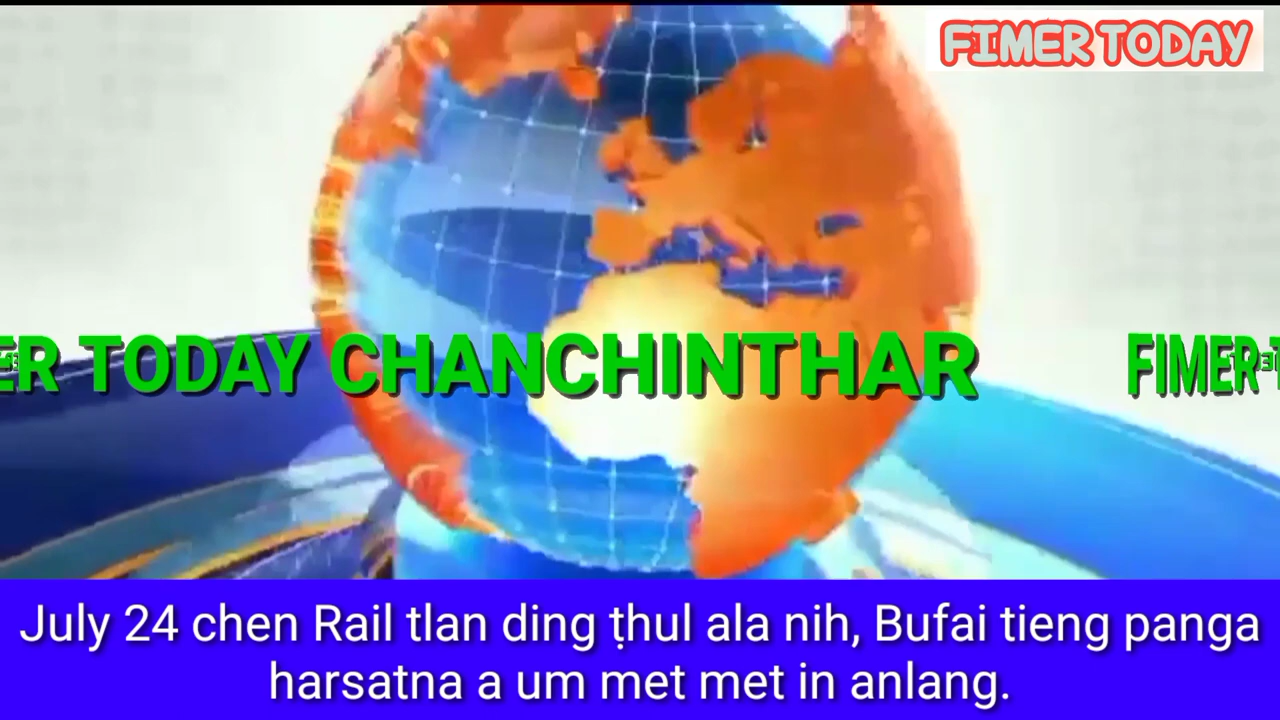 FIMER TODAY
ER TODAY CHANCHINTHAR FIMER
July 24 chen Rail tlan ding ṭhul ala nih, Bufai tieng panga
harsatna a um met met in anlang.